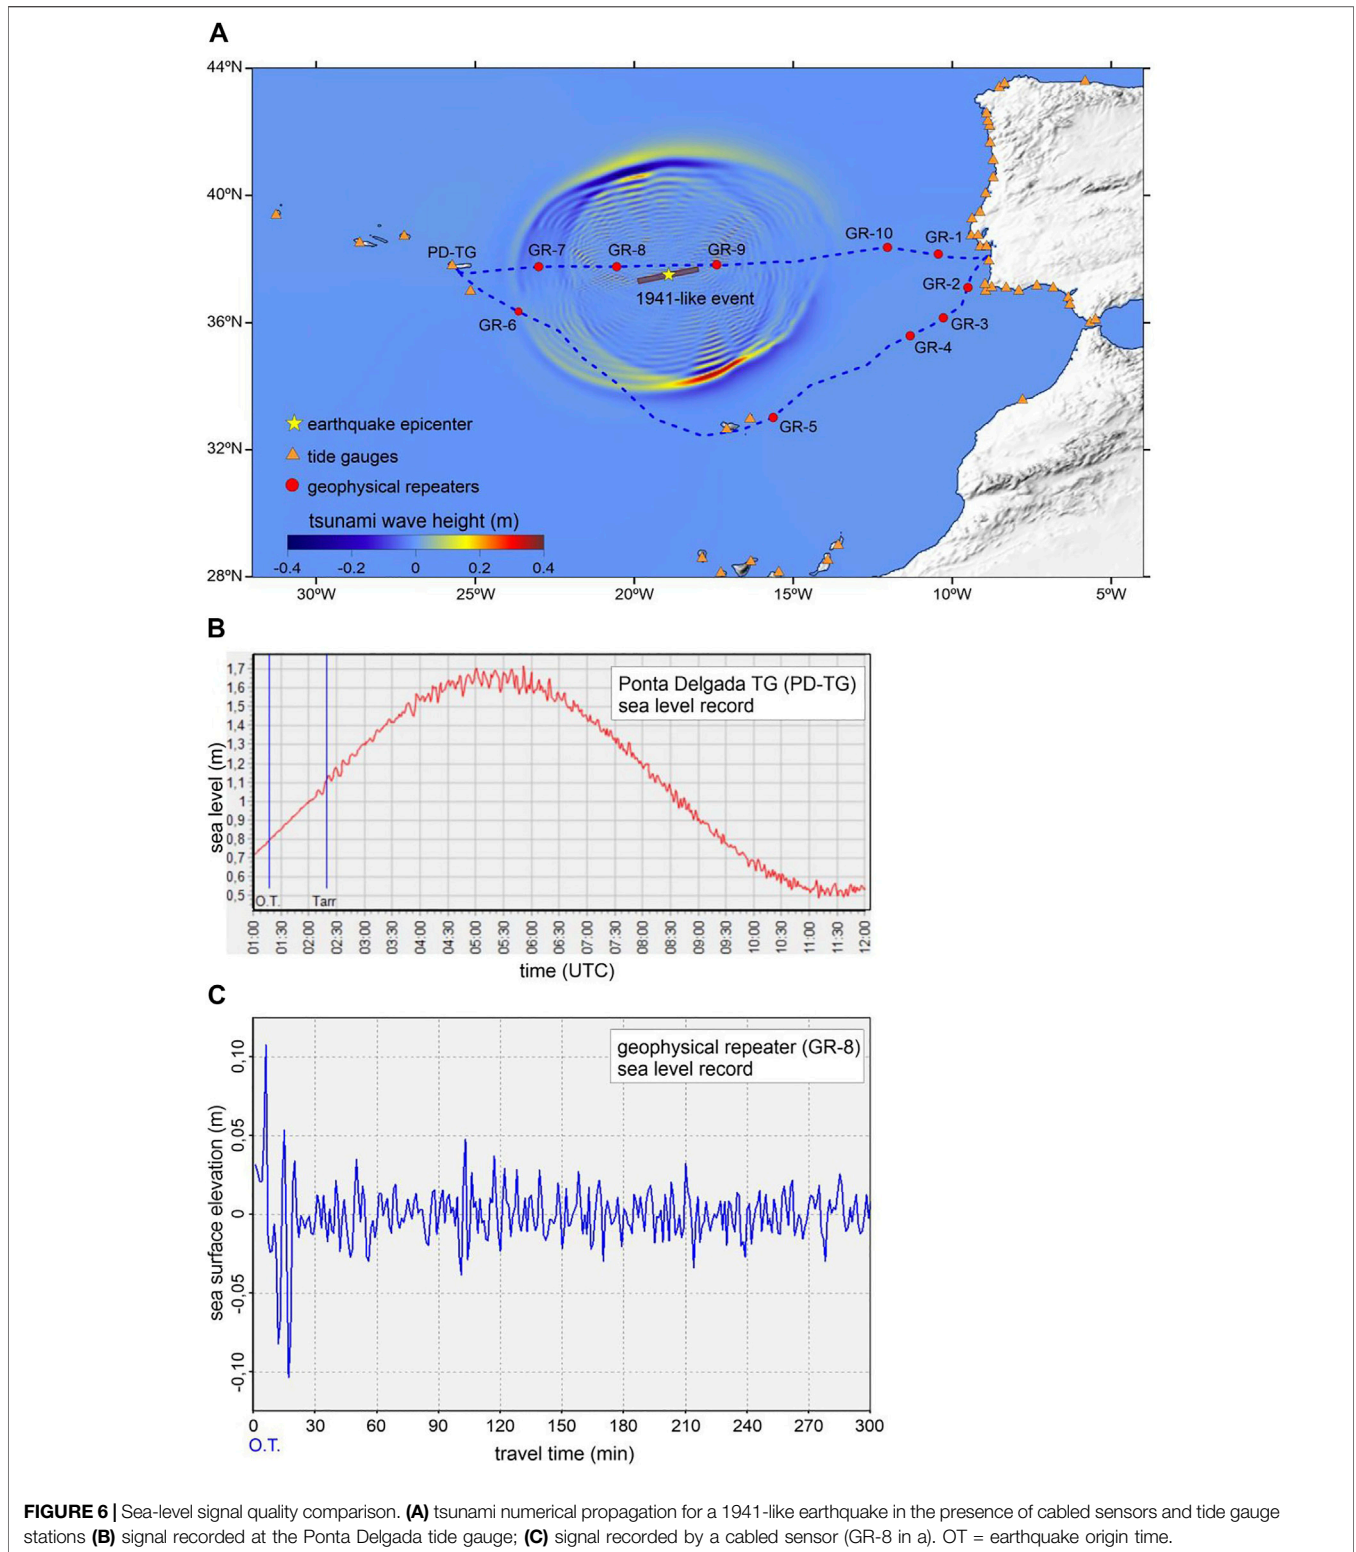 A
44ºN
40ºN
36ºN
32ºN
28ºN
30ºW
25ºW
20ºW
15ºW
10ºW
5ºW
PD-TG
GR-7
GR-8
GR-9
GR-10
GR-1
GR-2
GR-3
GR-4
GR-5
GR-6
1941-like event
earthquake epicenter
tide gauges
geophysical repeaters
tsunami wave height (m)
-0.4 -0.2 0 0.2 0.4
B
sea level (m)
1,7
1,6
1,5
1,4
1,3
1,2
1,1
1
0,9
0,8
0,7
0,6
0,5
Ponta Delgada TG (PD-TG)
sea level record
O.T.
Tarr
01:00 01:30 02:00 02:30 03:00 03:30 04:00 04:30 05:00 05:30 06:00 06:30 07:00 07:30 08:00 08:30 09:00 09:30 10:00 10:30 11:00 11:30 12:00
time (UTC)
C
sea surface elevation (m)
0,10
0,05
0
-0,05
-0,10
geophysical repeater (GR-8)
sea level record
0 30 60 90 120 150 180 210 240 270 300
O.T.
travel time (min)
FIGURE 6 | Sea-level signal quality comparison. (A) tsunami numerical propagation for a 1941-like earthquake in the presence of cabled sensors and tide gauge
stations (B) signal recorded at the Ponta Delgada tide gauge; (C) signal recorded by a cabled sensor (GR-8 in a). OT = earthquake origin time.